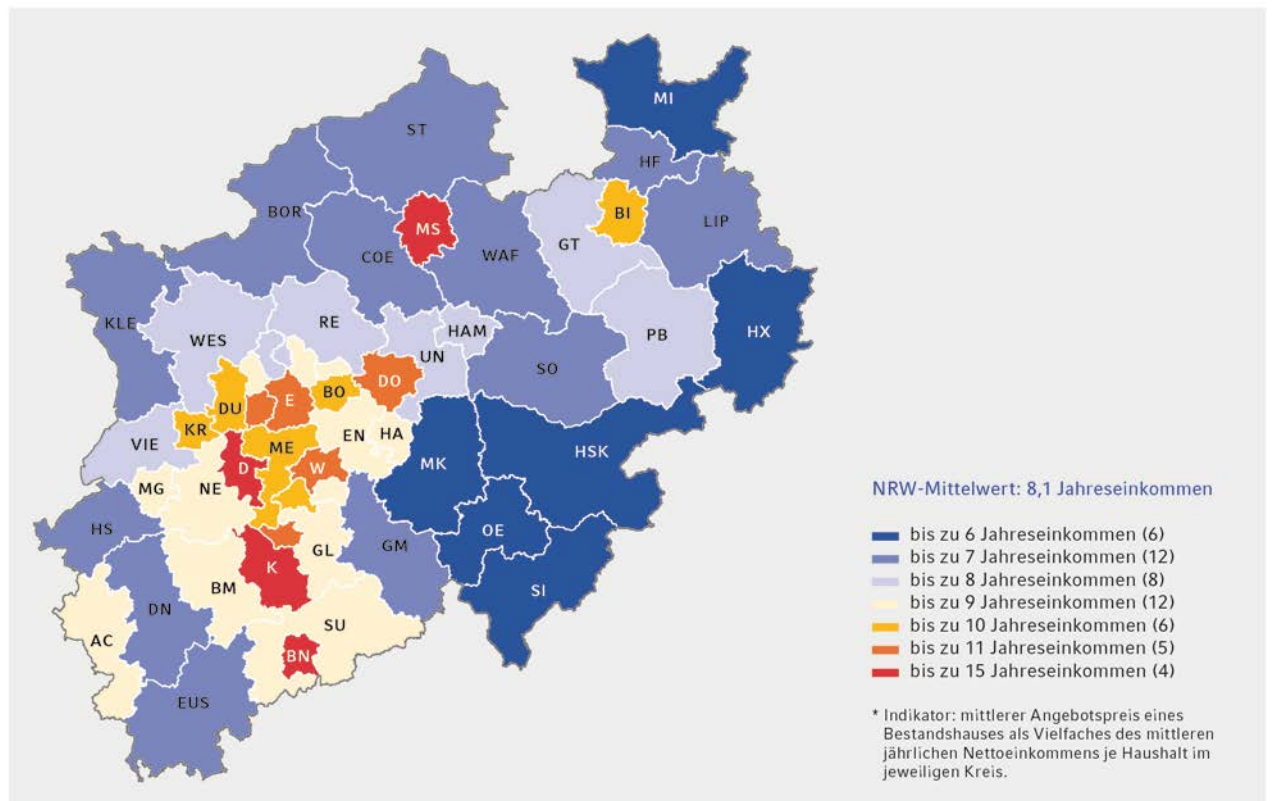 MI
ST
HF
BOR
MS
BI
LIP
GT
COE
WAF
KLE
RE
HAM
PB
HX
WES
UN
SO
DO
E
BO
DU
KR
EN
HA
VIE
ME
HSK
D
W
MK
MG
NE
HS
OE
GL
GM
K
SI
BM
DN
SU
AC
BN
EUS
NRW-Mittelwert: 8,1 Jahreseinkommen
bis zu 6 Jahreseinkommen (6)
bis zu 7 Jahreseinkommen (12)
bis zu 8 Jahreseinkommen (8)
bis zu 9 Jahreseinkommen (12)
bis zu 10 Jahreseinkommen (6)
bis zu 11 Jahreseinkommen (5)
bis zu 15 Jahreseinkommen (4)
* Indikator: mittlerer Angebotspreis eines
Bestandshauses als Vielfaches des mittleren
jährlichen Nettoeinkommens je Haushalt im
jeweiligen Kreis.